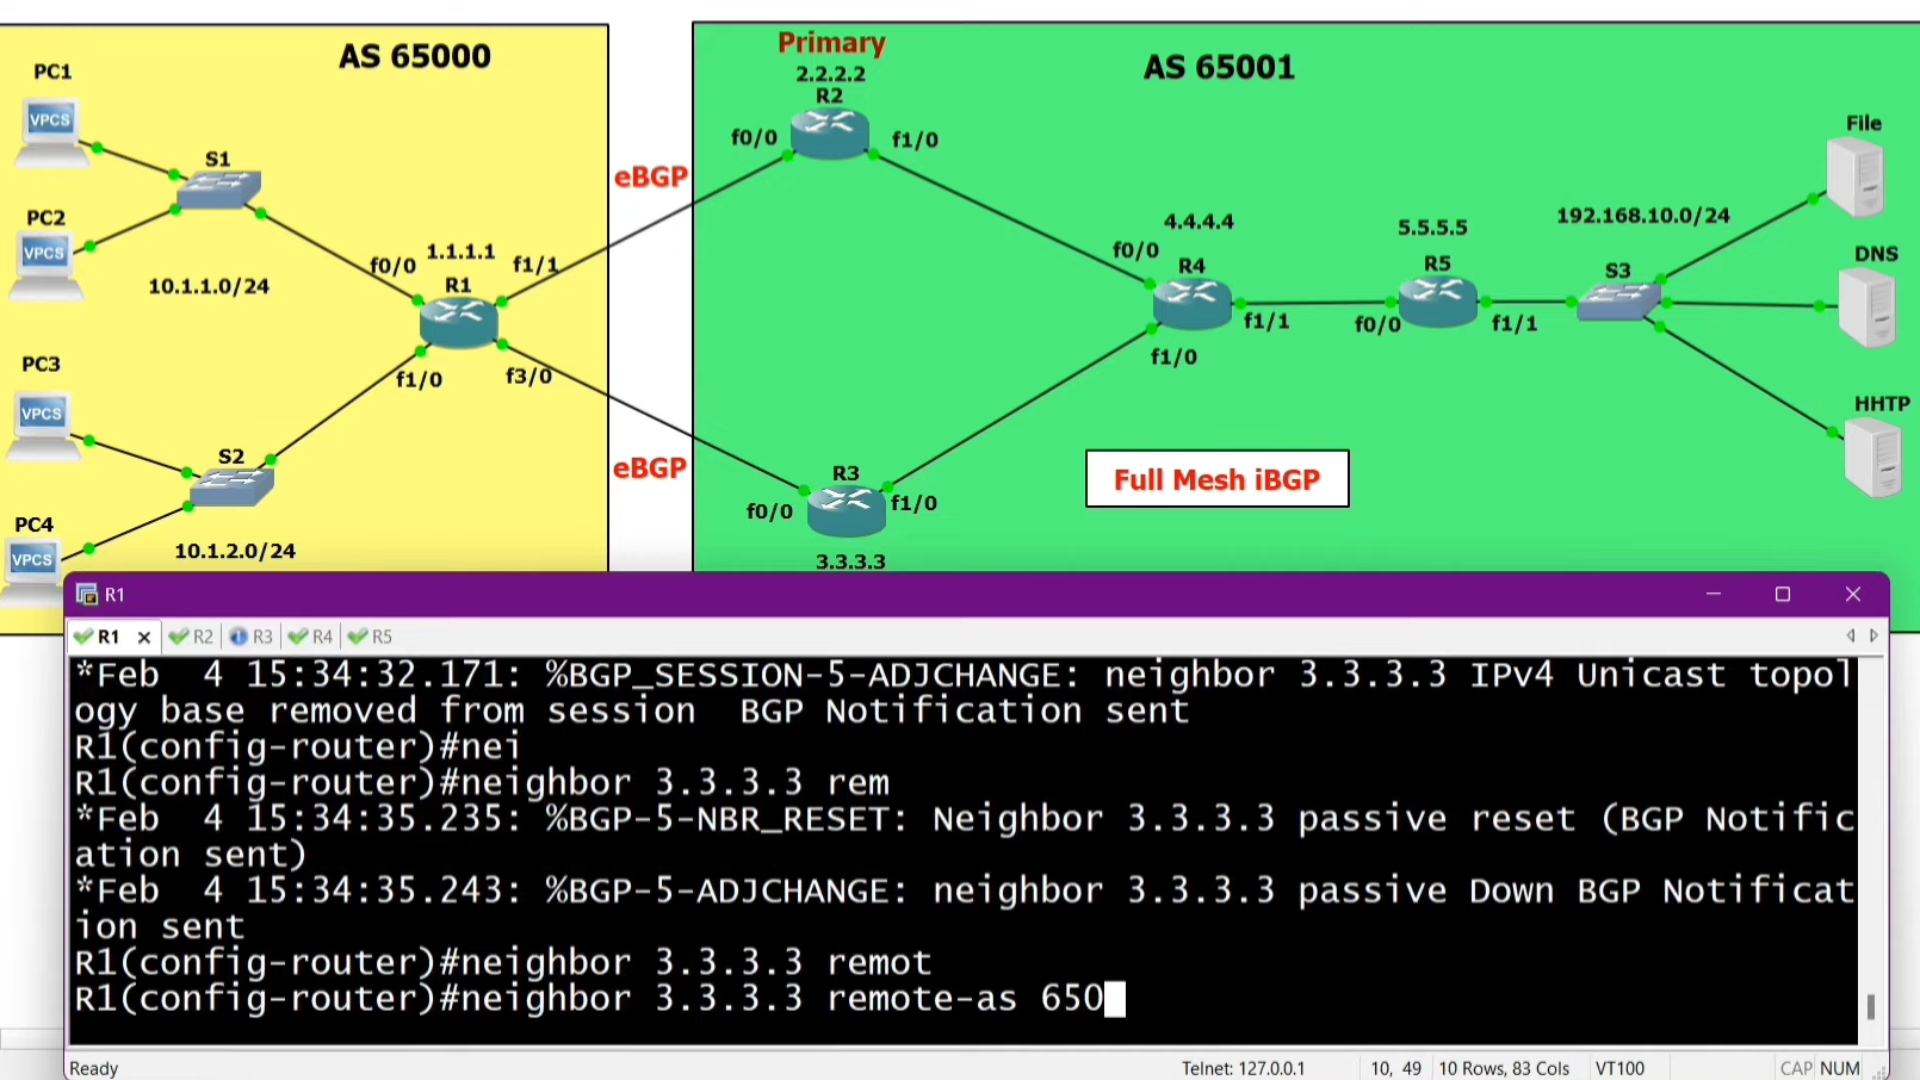 AS 65000
Primary
AS 65001
2.2.2.2
R2
PC1
VPCS
File
f0/0
f1/0
S1
eBGP
PC2
VPCS
4.4.4.4
5.5.5.5
192.168.10.0/24
1.1.1.1
f0/0
f1/1
f0/0
R4
R5
S3
DNS
10.1.1.0/24
R1
f1/1
f0/0
f1/1
PC3
f1/0
f3/0
f1/0
HHTP
VPCS
S2
eBGP
R3
Full Mesh iBGP
f0/0
f1/0
PC4
VPCS
10.1.2.0/24
3.3.3.3
R1
R1
R2
R3
R4
R5
*Feb  4 15:34:32.171: %BGP_SESSION-5-ADJCHANGE: neighbor 3.3.3.3 IPv4 Unicast topol
ogy base removed from session  BGP Notification sent
R1(config-router)#nei
R1(config-router)#neighbor 3.3.3.3 rem
*Feb  4 15:34:35.235: %BGP-5-NBR_RESET: Neighbor 3.3.3.3 passive reset (BGP Notific
ation sent)
*Feb  4 15:34:35.243: %BGP-5-ADJCHANGE: neighbor 3.3.3.3 passive Down BGP Notificat
ion sent
R1(config-router)#neighbor 3.3.3.3 remot
R1(config-router)#neighbor 3.3.3.3 remote-as 650
Ready
Telnet: 127.0.0.1
10, 49
10 Rows, 83 Cols
VT100
CAP
NUM